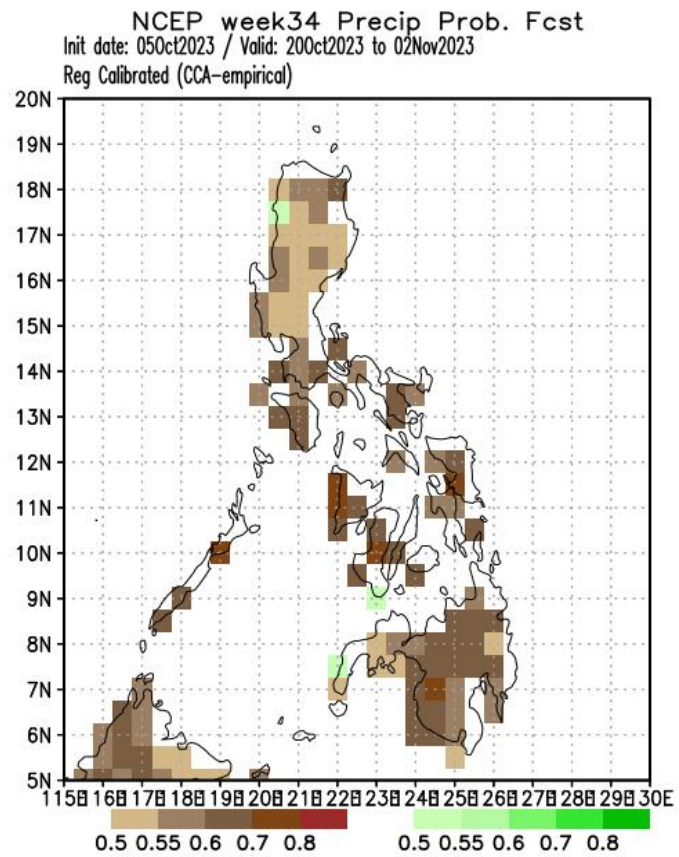 NCEP week34 Precip Prob. Fcst
Init date: 05Oct2023 / Valid: 20Oct2023 to 02Nov2023
Reg Calibrated (CCA-empirical)
20N
19N
18N
17N
16N
15N
14N
13N
12N
11N
10N
9N
8N
7N
6N
5N
115E 116E 117E 118E 119E 120E 121E 122E 123E 124E 125E 126E 127E 128E 129E 130E
0.5 0.55 0.6 0.7 0.8 0.5 0.55 0.6 0.7 0.8